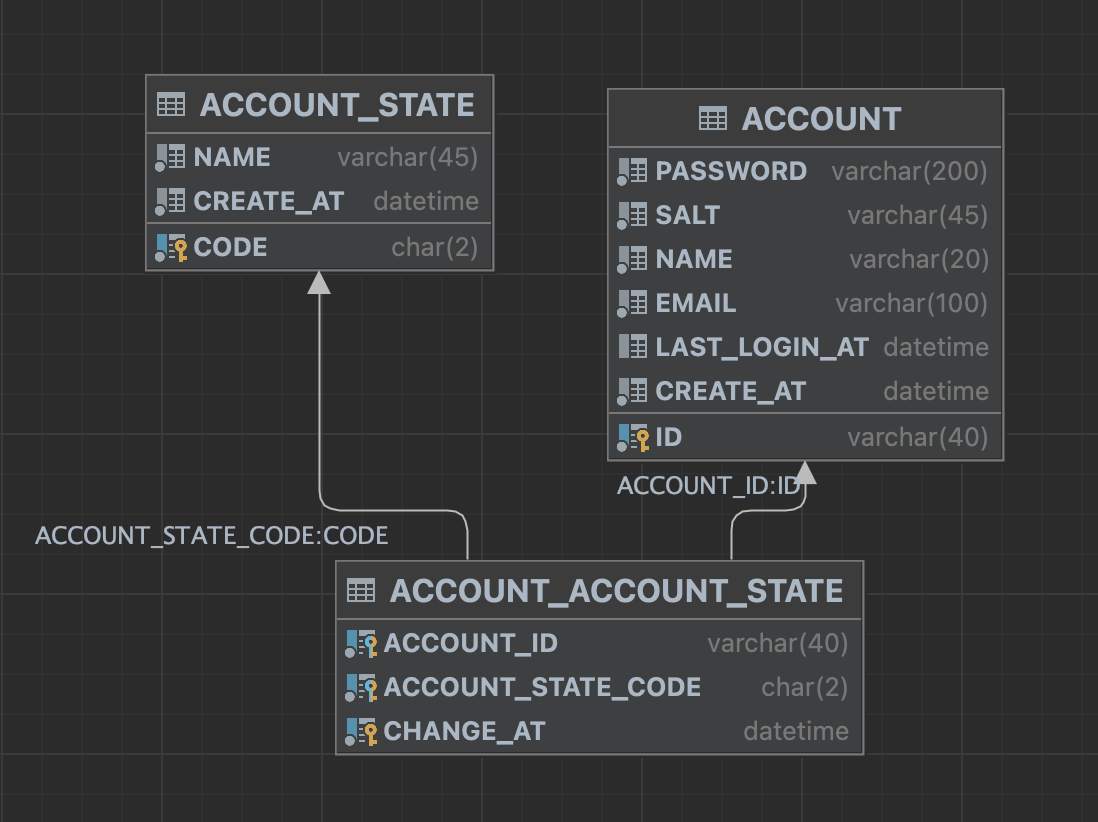 ACCOUNT_STATE
NAME varchar(45)
CREATE_AT datetime
CODE char(2)
ACCOUNT
PASSWORD varchar(200)
SALT varchar(45)
NAME varchar(20)
EMAIL varchar(100)
LAST_LOGIN_AT datetime
CREATE_AT datetime
ID varchar(40)
ACCOUNT_ID:ID
ACCOUNT_STATE_CODE:CODE
ACCOUNT_ACCOUNT_STATE
ACCOUNT_ID varchar(40)
ACCOUNT_STATE_CODE char(2)
CHANGE_AT datetime